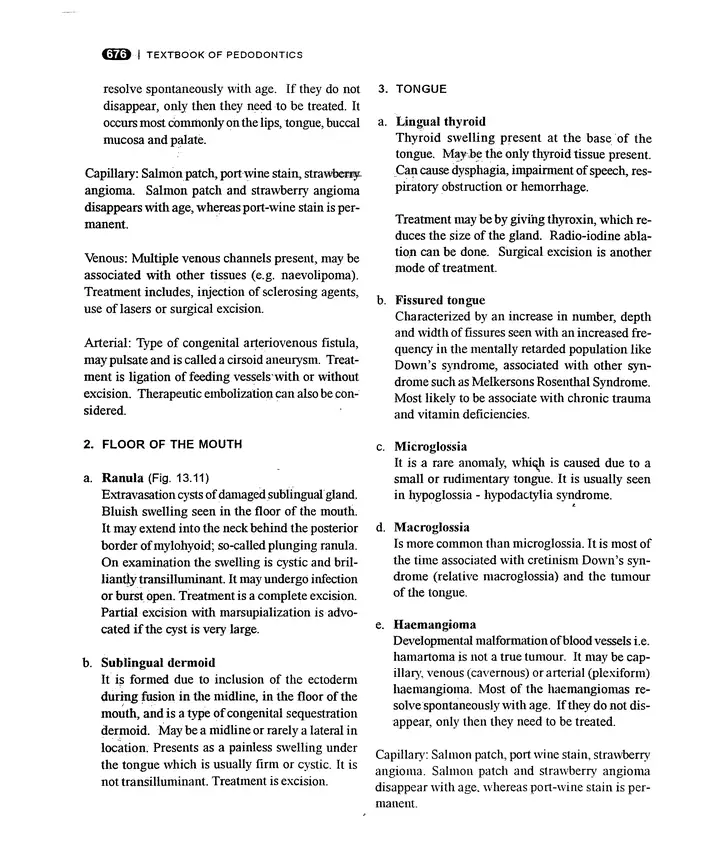 676 | TEXTBOOK OF PEDODONTICS
resolve spontaneously with age. If they do not
disappear, only then they need to be treated. It
occurs most commonly on the lips, tongue, buccal
mucosa and palate.
Capillary: Salmon patch, port wine stain, strawberry
angioma. Salmon patch and strawberry angioma
disappears with age, whereas port-wine stain is per-
manent.
Venous: Multiple venous channels present, may be
associated with other tissues (e.g. naevolipoma).
Treatment includes, injection of sclerosing agents,
use of lasers or surgical excision.
Arterial: Type of congenital arteriovenous fistula,
may pulsate and is called a cirsoid aneurysm. Treat-
ment is ligation of feeding vessels with or without
excision. Therapeutic embolization can also be con-
sidered.
2. FLOOR OF THE MOUTH
a. Ranula (Fig. 13.11)
Extravasation cysts of damaged sublingual gland.
Bluish swelling seen in the floor of the mouth.
It may extend into the neck behind the posterior
border of mylohyoid; so-called plunging ranula.
On examination the swelling is cystic and bril-
liantly transilluminant. It may undergo infection
or burst open. Treatment is a complete excision.
Partial excision with marsupialization is advo-
cated if the cyst is very large.
b. Sublingual dermoid
It is formed due to inclusion of the ectoderm
during fusion in the midline, in the floor of the
mouth, and is a type of congenital sequestration
dermoid. May be a midline or rarely a lateral in
location. Presents as a painless swelling under
the tongue which is usually firm or cystic. It is
not transilluminant. Treatment is excision.
3. TONGUE
a. Lingual thyroid
Thyroid swelling present at the base of the
tongue. May be the only thyroid tissue present.
Can cause dysphagia, impairment of speech, res-
piratory obstruction or hemorrhage.
Treatment may be by giving thyroxin, which re-
duces the size of the gland. Radio-iodine abla-
tion can be done. Surgical excision is another
mode of treatment.
b. Fissured tongue
Characterized by an increase in number, depth
and width of fissures seen with an increased fre-
quency in the mentally retarded population like
Down's syndrome, associated with other syn-
drome such as Melkersons Rosenthal Syndrome.
Most likely to be associate with chronic trauma
and vitamin deficiencies.
c. Microglossia
It is a rare anomaly, which is caused due to a
small or rudimentary tongue. It is usually seen
in hypoglossia - hypodactylia syndrome.
d. Macroglossia
Is more common than microglossia. It is most of
the time associated with cretinism Down's syn-
drome (relative macroglossia) and the tumour
of the tongue.
e. Haemangioma
Developmental malformation of blood vessels i.e.
hamartoma is not a true tumour. It may be cap-
illary, venous (cavernous) or arterial (plexiform)
haemangioma. Most of the haemangiomas re-
solve spontaneously with age. If they do not dis-
appear, only then they need to be treated.
Capillary: Salmon patch, port wine stain, strawberry
angioma. Salmon patch and strawberry angioma
disappear with age, whereas port-wine stain is per-
manent.